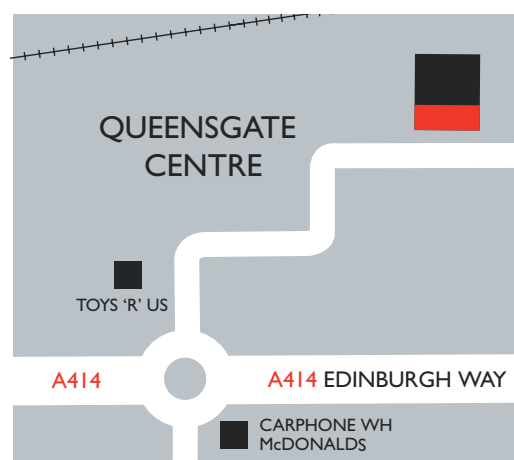 QUEENSGATE
CENTRE
TOYS ‘R’ US
A414
A414 EDINBURGH WAY
CARPHONE WH
McDONALDS